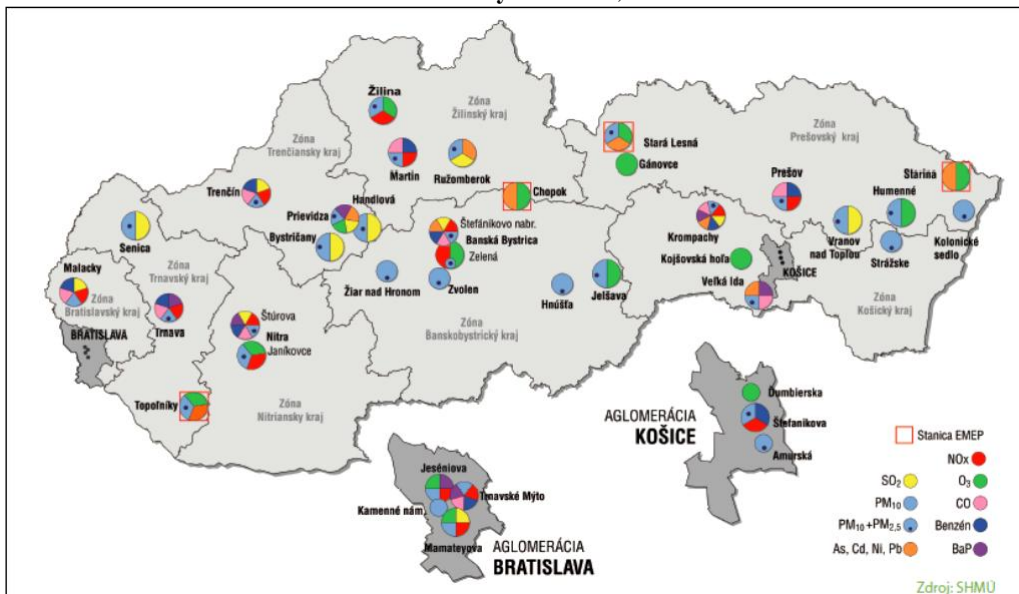 Žilina
Zóna
Žilinský kraj
Zóna
Trenčiansky kraj
Martin
Ružomberok
Stará Lesná
Gánovce
Zóna
Prešovský kraj
Trenčín
Handlová
Prievidza
Bystričany
Chopok
Prešov
Starina
Humenné
Senica
Štefánikovo nabr.
Banská Bystrica
Zelená
Krompachy
Vranov
nad Topľou
Strážske
Kolonické
sedlo
Malacky
Zóna
Trnavský kraj
Zóna
Bratislavský kraj
Žiar nad Hronom
Zvolen
Hnúšťa
Jelšava
Kojšovská hoľa
KOŠICE
Veľká Ida
Trnava
BRATISLAVA
Štúrova
Nitra
Janíkovce
Zóna
Banskobystrický kraj
Zóna
Košický kraj
Topoľníky
Zóna
Nitriansky kraj
AGLOMERÁCIA
KOŠICE
Ďumbierska
Štefánikova
Amurská
Jeséniova
Trnavské Mýto
Kamenné nám.
Mamateyova
AGLOMERÁCIA
BRATISLAVA
Stanica EMEP
NOx
SO₂
O₃
PM₁₀
CO
PM₁₀+PM₂,₅
Benzén
As, Cd, Ni, Pb
BaP
Zdroj: SHMÚ